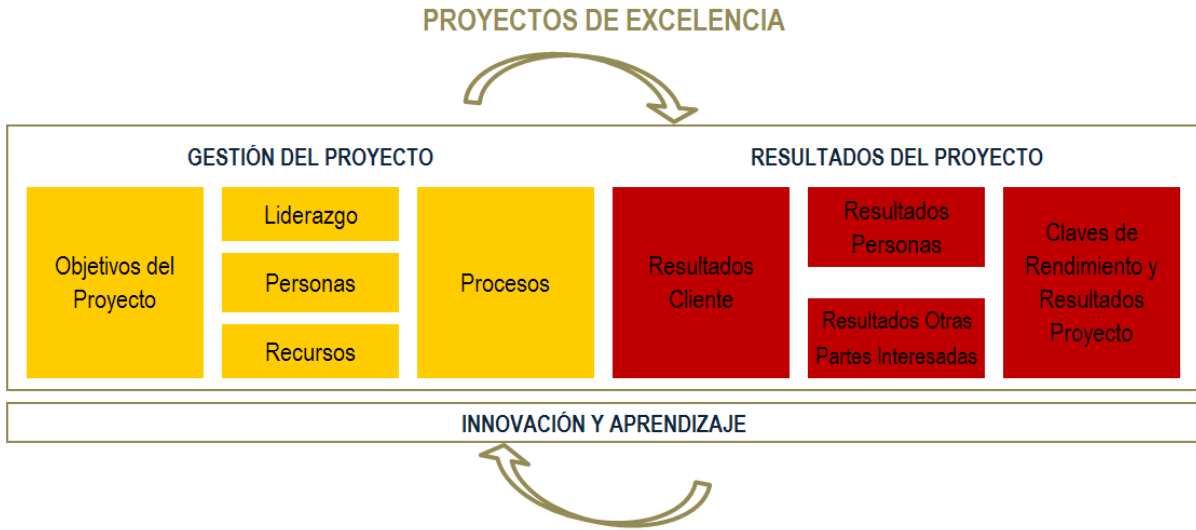 PROYECTOS DE EXCELENCIA
GESTIÓN DEL PROYECTO
Objetivos del
Proyecto
Liderazgo
Personas
Recursos
Procesos
RESULTADOS DEL PROYECTO
Resultados
Cliente
Resultados
Personas
Resultados Otras
Partes Interesadas
Claves de
Rendimiento y
Resultados
Proyecto
INNOVACIÓN Y APRENDIZAJE